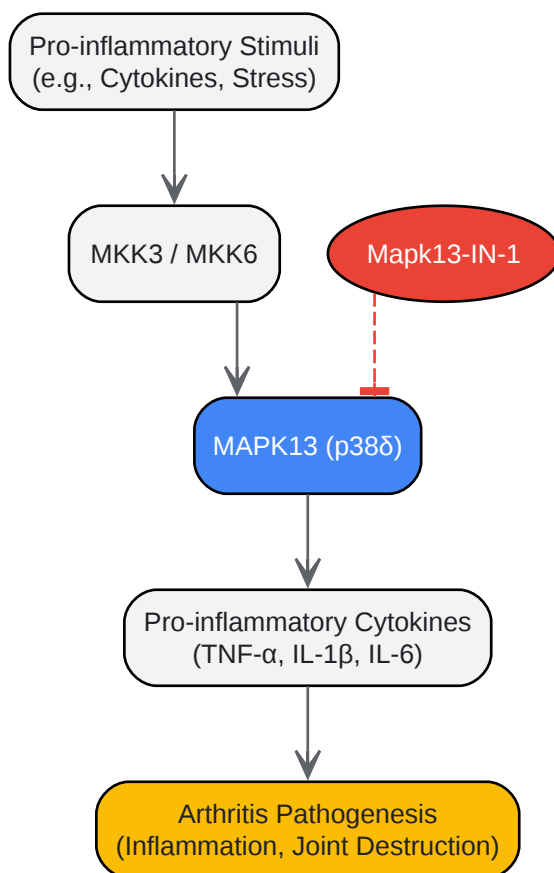 Pro-inflammatory Stimuli
(e.g., Cytokines, Stress)
MKK3 / MKK6
Mapk13-IN-1
MAPK13 (p38δ)
Pro-inflammatory Cytokines
(TNF-α, IL-1β, IL-6)
Arthritis Pathogenesis
(Inflammation, Joint Destruction)